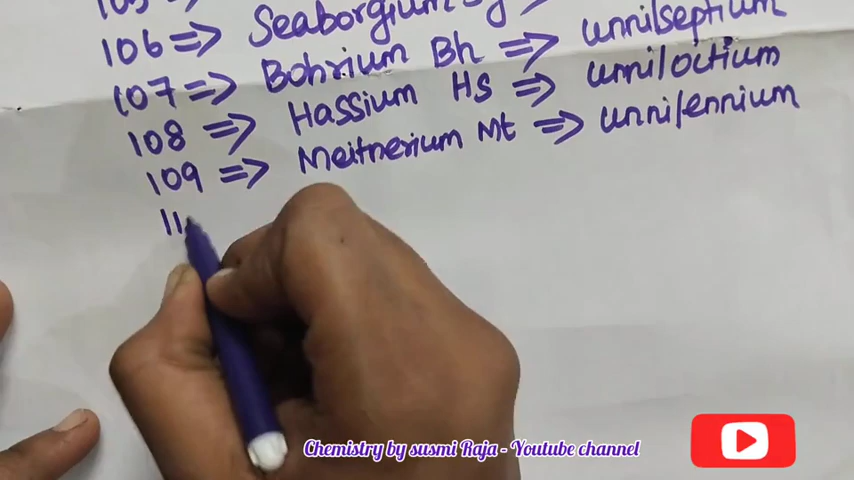 106 => Seaborgium
107 => Bohrium Bh => unnilseptium
108 => Hassium Hs => unniloctium
109 => Meitnerium Mt => unnilennium
11
Chemistry by susmi Raja - Youtube channel